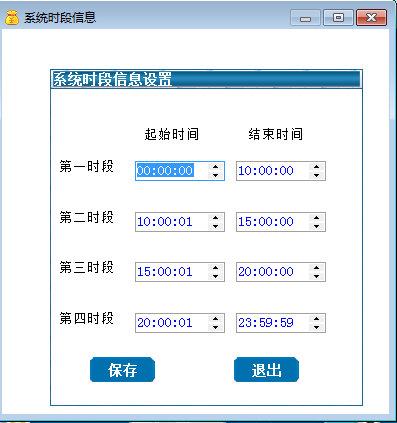 系统时段信息
系统时段信息设置
起始时间 结束时间
第一时段 00:00:00 10:00:00
第二时段 10:00:01 15:00:00
第三时段 15:00:01 20:00:00
第四时段 20:00:01 23:59:59
保存 退出